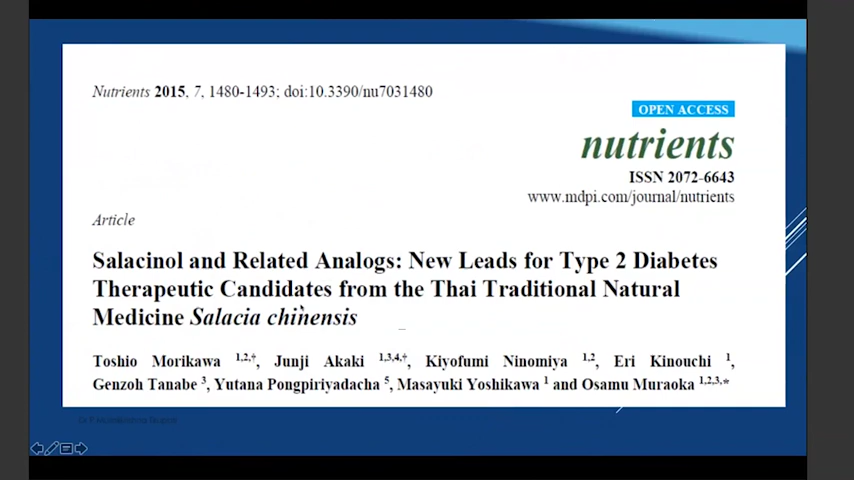 Nutrients 2015, 7, 1480-1493; doi:10.3390/nu7031480
OPEN ACCESS
nutrients
ISSN 2072-6643
www.mdpi.com/journal/nutrients
Article
Salacinol and Related Analogs: New Leads for Type 2 Diabetes
Therapeutic Candidates from the Thai Traditional Natural
Medicine Salacia chinensis
Toshio Morikawa 1,2,†, Junji Akaki 1,3,4,†, Kiyofumi Ninomiya 1,2, Eri Kinouchi 1,
Genzoh Tanabe 3, Yutana Pongpiriyadacha 5, Masayuki Yoshikawa 1 and Osamu Muraoka 1,2,3,*